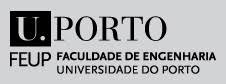 U. PORTO
FEUP FACULDADE DE ENGENHARIA
UNIVERSIDADE DO PORTO